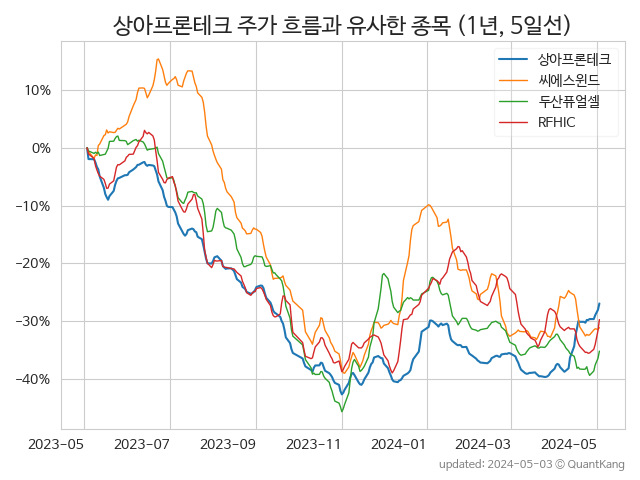 상아프론테크 주가 흐름과 유사한 종목 (1년, 5일선)
상아프론테크
씨에스윈드
두산퓨얼셀
RFHIC
10%
0%
−10%
−20%
−30%
−40%
2023-05 2023-07 2023-09 2023-11 2024-01 2024-03 2024-05
updated: 2024-05-03 © QuantKang